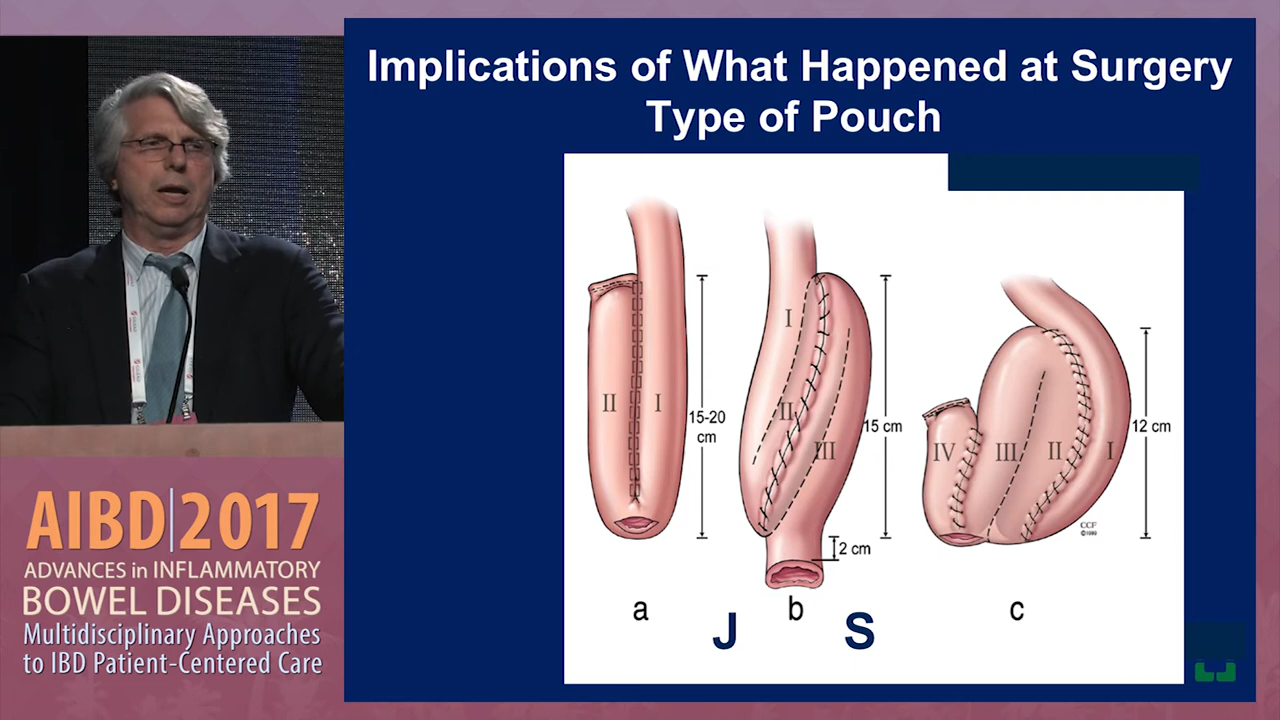 Implications of What Happened at Surgery
Type of Pouch
II
I
15-20
cm
I
II
III
15 cm
2 cm
IV
III
II
I
12 cm
CCF
©1989
a
b
c
J
S
AIBD|2017
ADVANCES in INFLAMMATORY
BOWEL DISEASES
Multidisciplinary Approaches
to IBD Patient-Centered Care